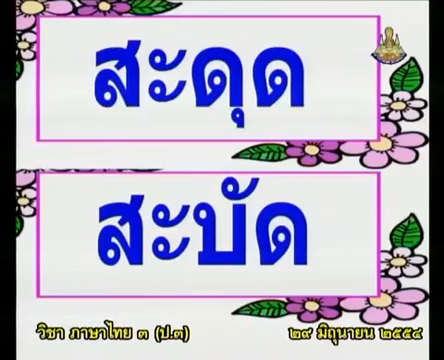 สะดุด
สะบัด
วิชา ภาษาไทย ๓ (ป.๓)
๒๙ มิถุนายน ๒๕๕๔